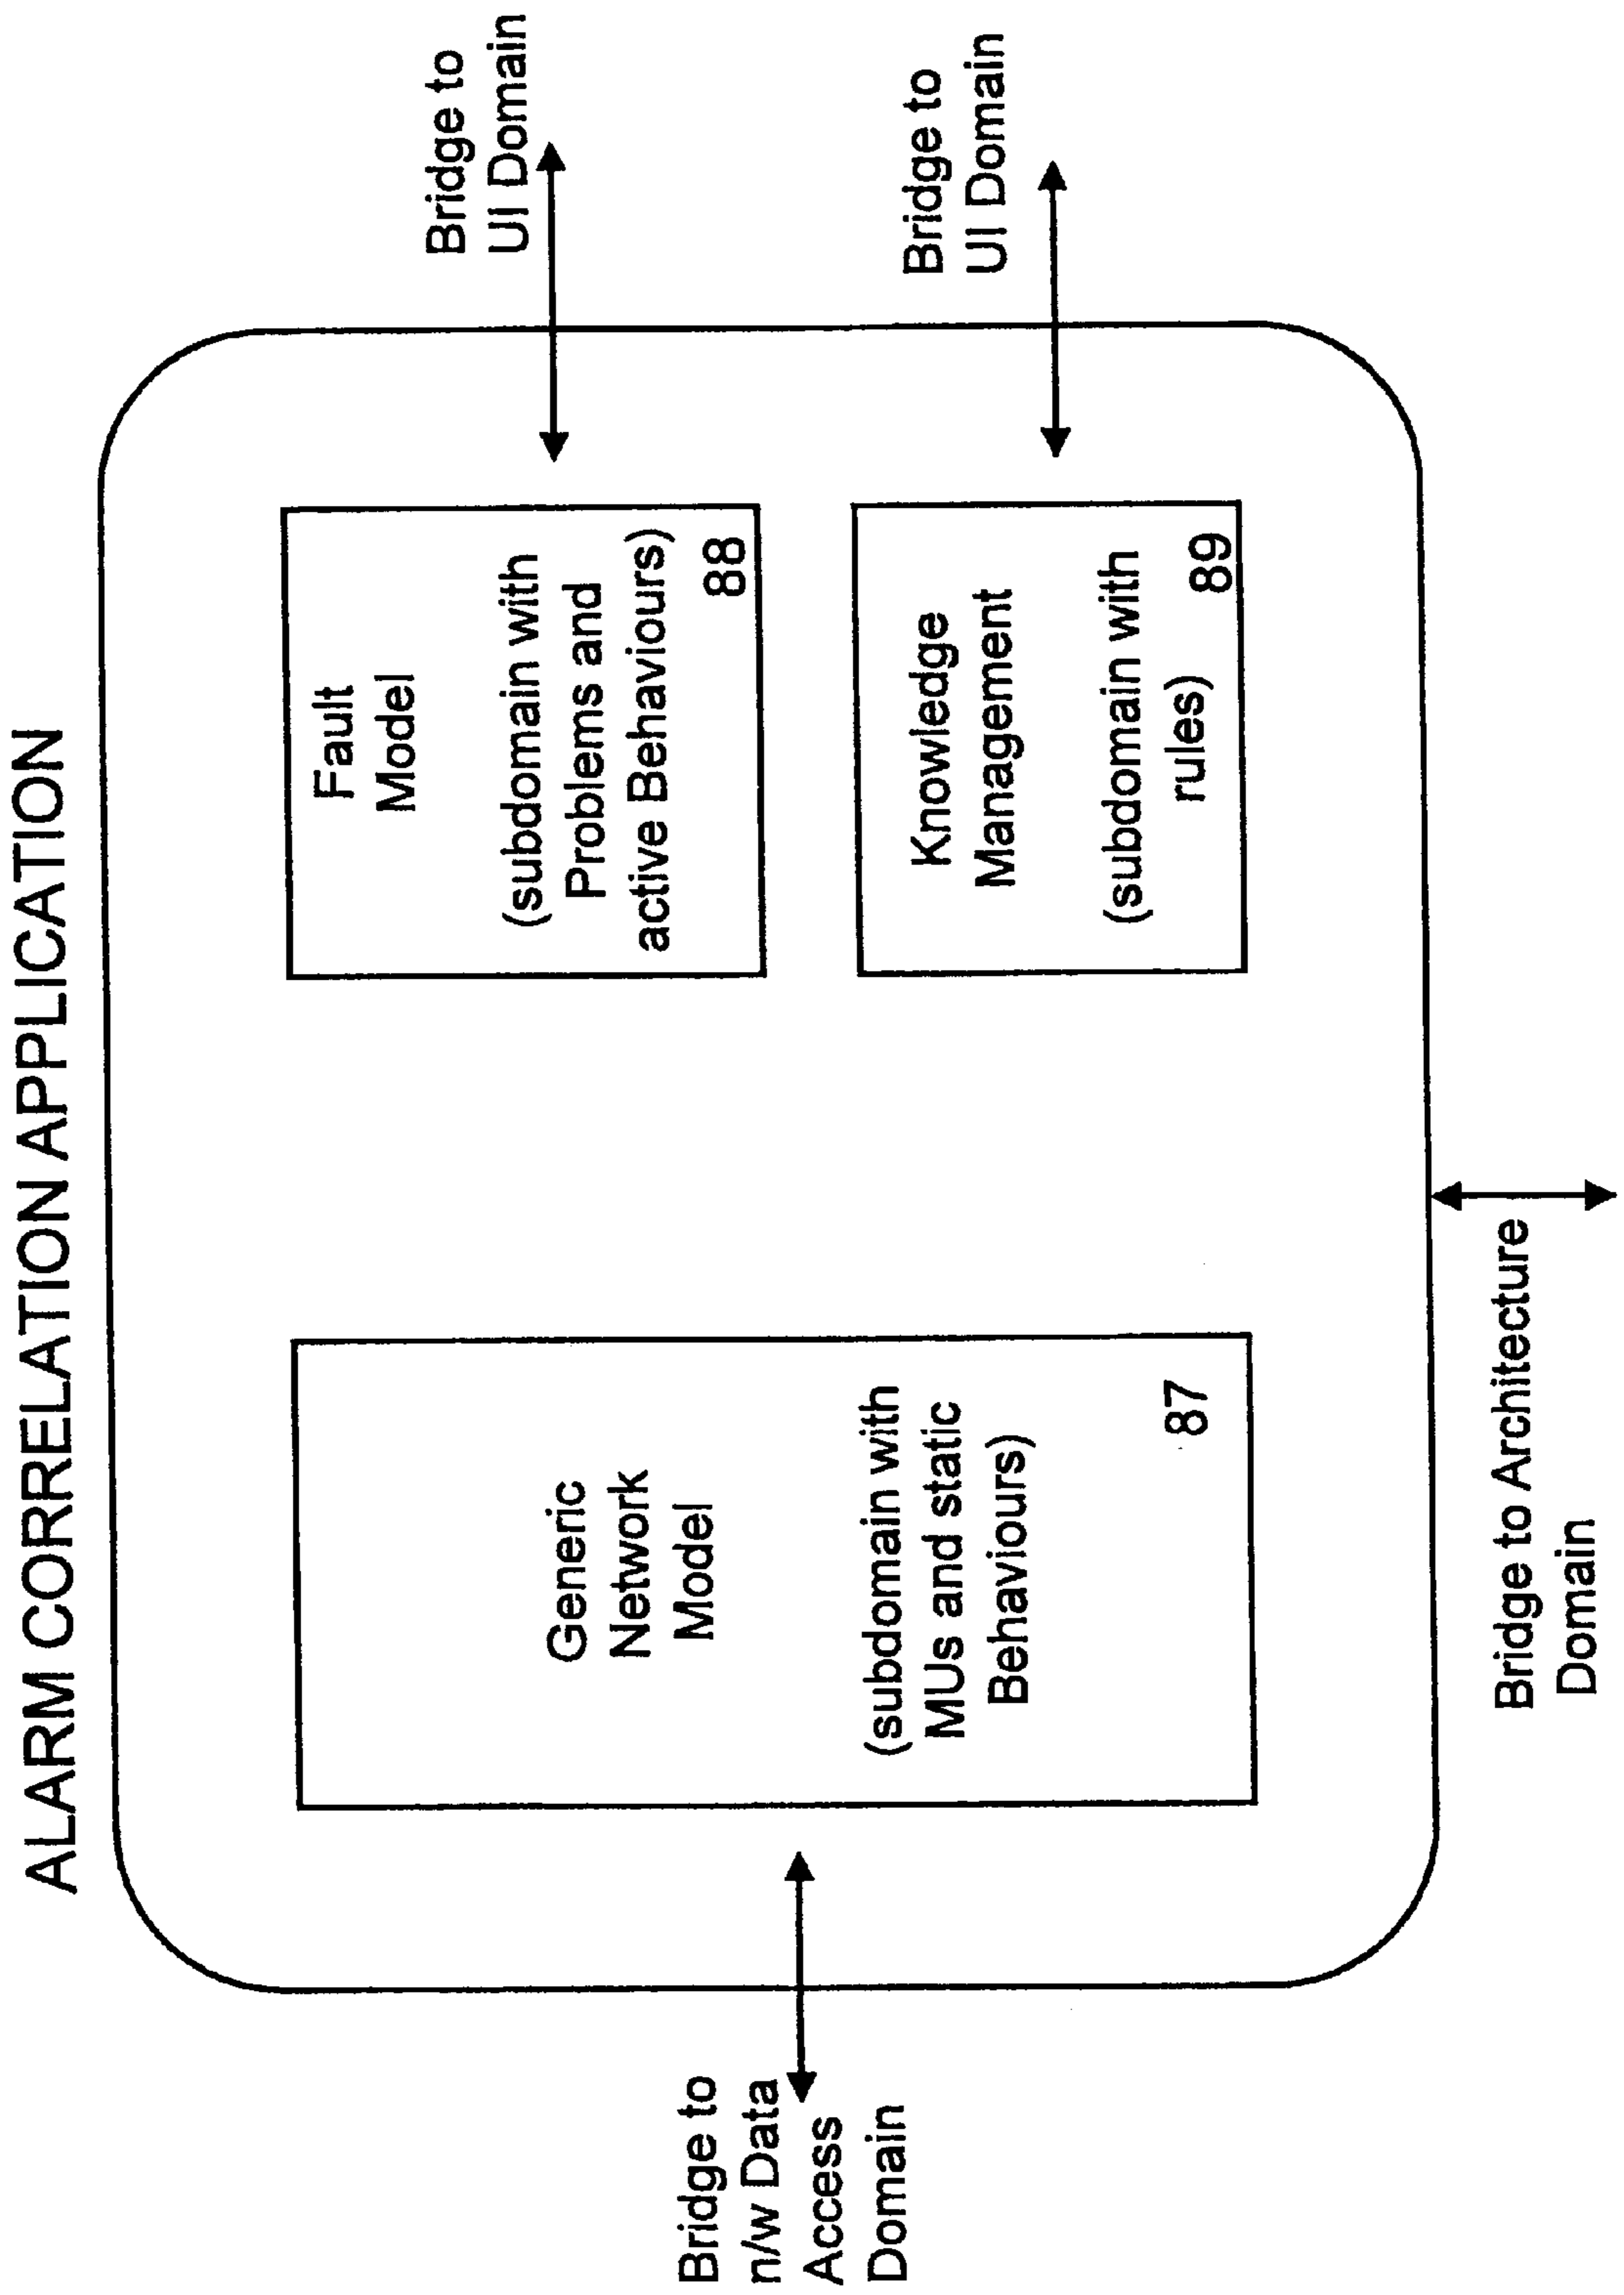 ALARM CORRELATION APPLICATION
Bridge to
n/w Data
Access
Domain
Generic
Network
Model
(subdomain with
MUs and static
Behaviours)
87
Fault
Model
(subdomain with
Problems and
active Behaviours)
88
Knowledge
Management
(subdomain with
rules)
89
Bridge to
UI Domain
Bridge to
UI Domain
Bridge to Architecture
Domain